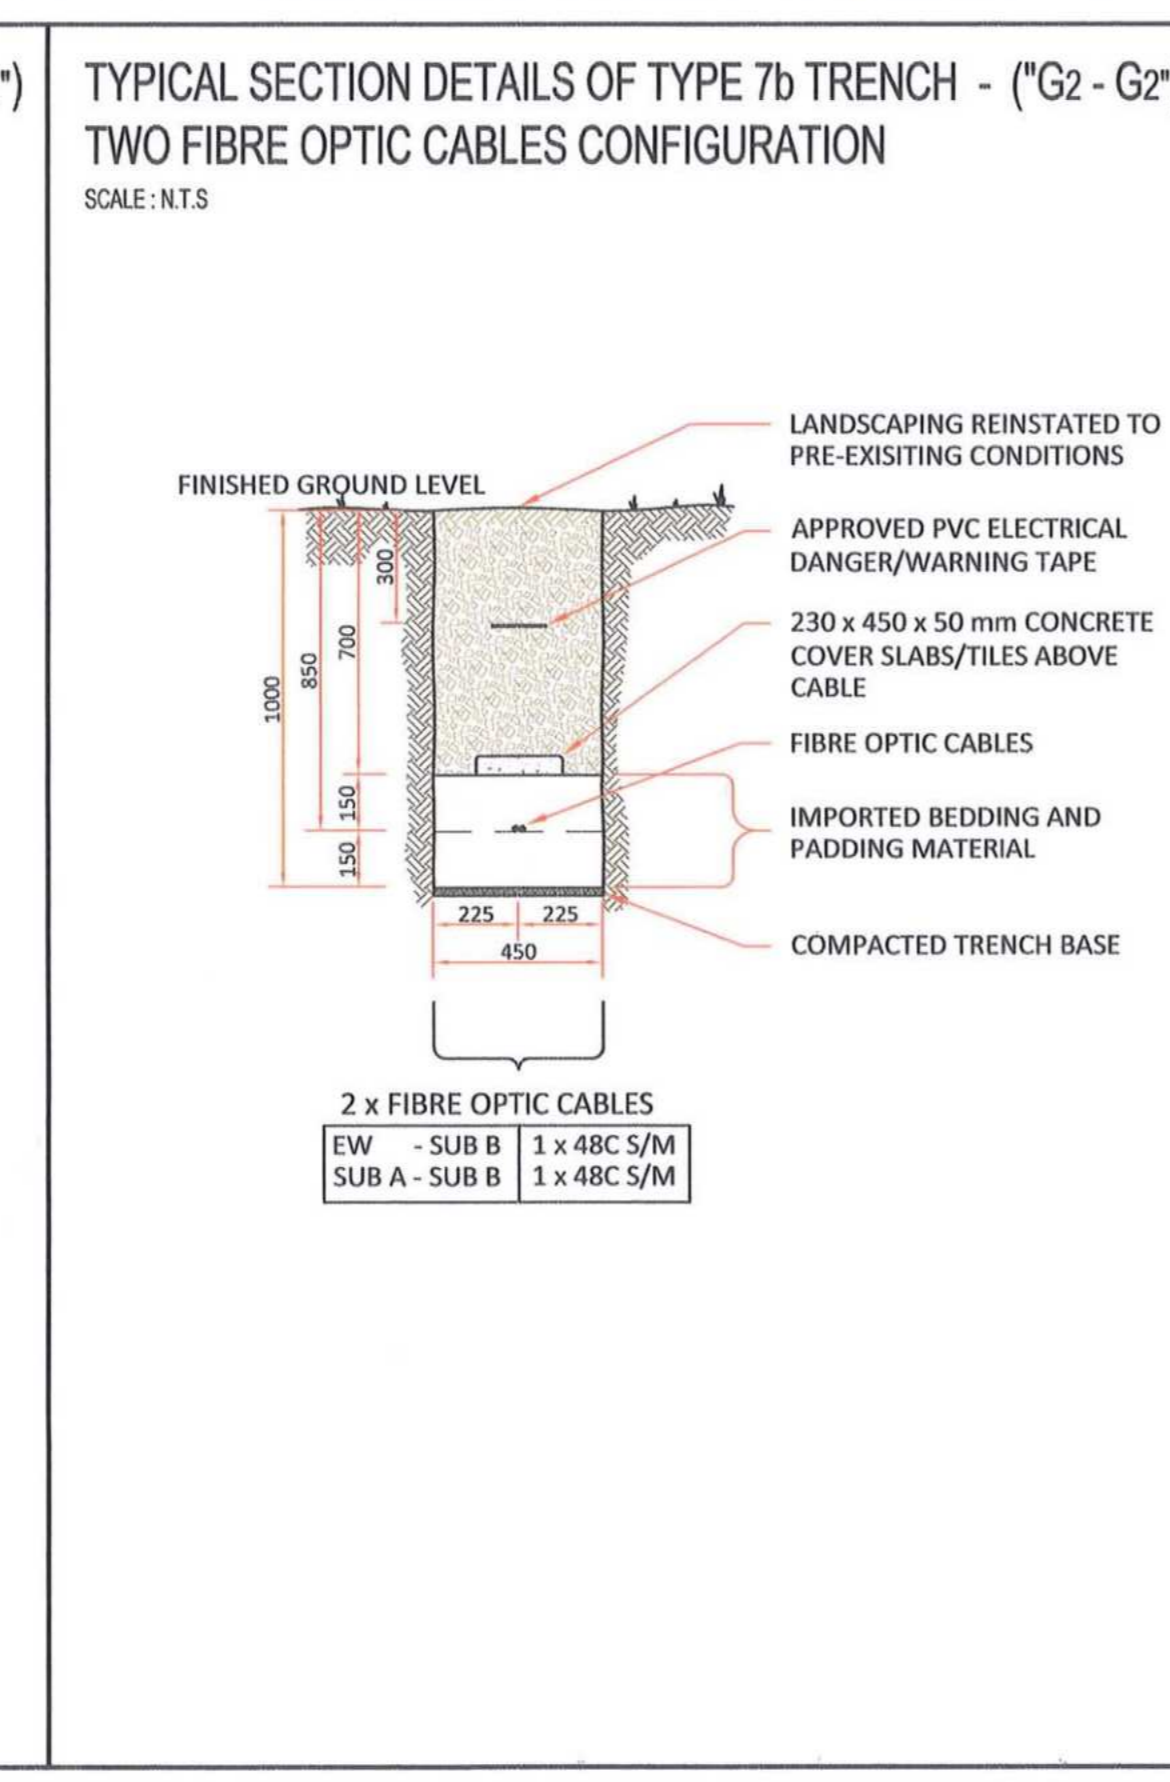 ")
TYPICAL SECTION DETAILS OF TYPE 7b TRENCH - ("G2 - G2"
TWO FIBRE OPTIC CABLES CONFIGURATION
SCALE : N.T.S
LANDSCAPING REINSTATED TO
PRE-EXISITING CONDITIONS
FINISHED GROUND LEVEL
APPROVED PVC ELECTRICAL
DANGER/WARNING TAPE
300
230 x 450 x 50 mm CONCRETE
COVER SLABS/TILES ABOVE
CABLE
700
850
1000
FIBRE OPTIC CABLES
150
IMPORTED BEDDING AND
PADDING MATERIAL
150
225 225
COMPACTED TRENCH BASE
450
2 x FIBRE OPTIC CABLES
EW - SUB B 1 x 48C S/M
SUB A - SUB B 1 x 48C S/M